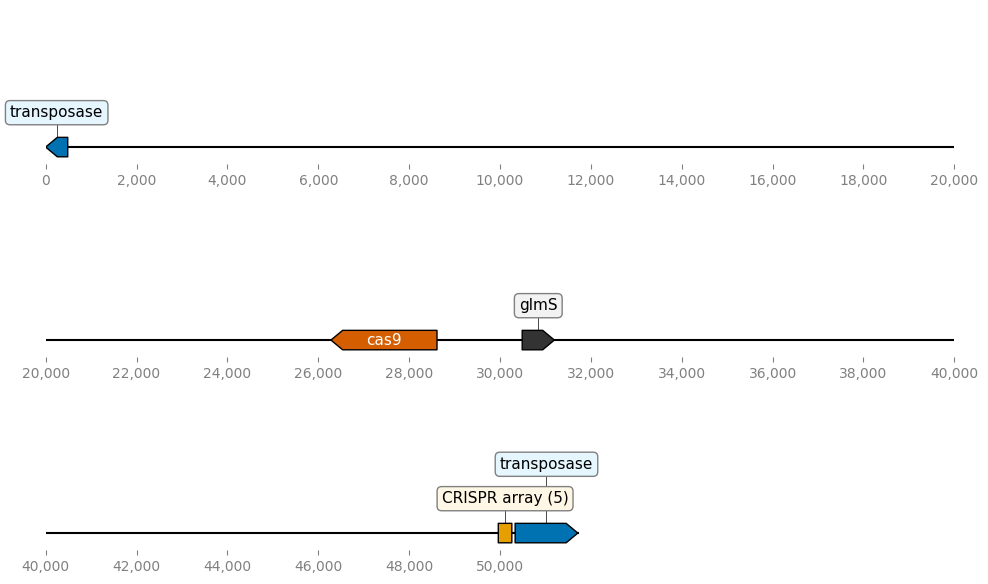 transposase
0 2,000 4,000 6,000 8,000 10,000 12,000 14,000 16,000 18,000 20,000
glmS
cas9
20,000 22,000 24,000 26,000 28,000 30,000 32,000 34,000 36,000 38,000 40,000
transposase
CRISPR array (5)
40,000 42,000 44,000 46,000 48,000 50,000